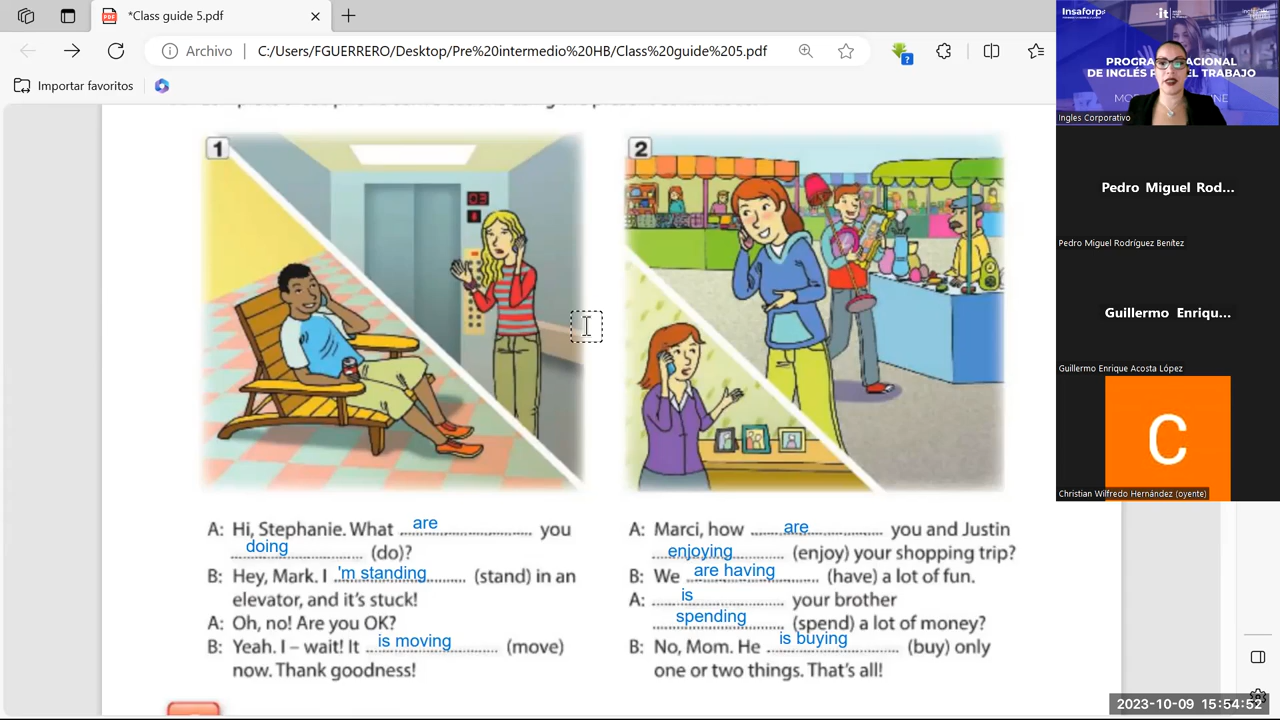 *Class guide 5.pdf
Archivo
C:/Users/FGUERRERO/Desktop/Pre%20intermedio%20HB/Class%20guide%205.pdf
Importar favoritos
1
2
03
A: Hi, Stephanie. What are you
doing (do)?
B: Hey, Mark. I 'm standing (stand) in an
elevator, and it's stuck!
A: Oh, no! Are you OK?
B: Yeah. I – wait! It is moving (move)
now. Thank goodness!
A: Marci, how are you and Justin
enjoying (enjoy) your shopping trip?
B: We are having (have) a lot of fun.
A: is your brother
spending (spend) a lot of money?
B: No, Mom. He is buying (buy) only
one or two things. That's all!
Insaforp
it
Ingles Corporativo
Pedro Miguel Rod...
Pedro Miguel Rodríguez Benítez
Guillermo Enriqu...
Guillermo Enrique Acosta López
C
Christian Wilfredo Hernández (oyente)
2023-10-09 15:54:52